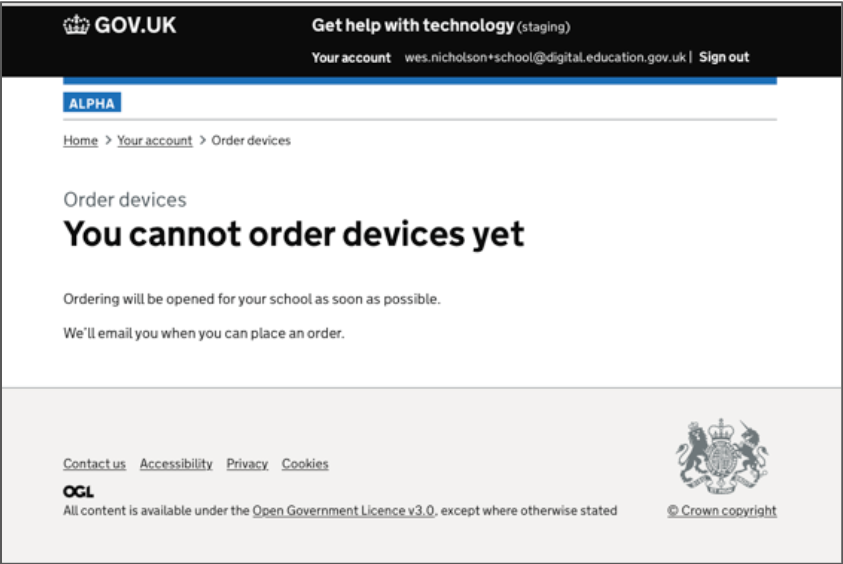 GOV.UK
Get help with technology (staging)
Your account wes.nicholson+school@digital.education.gov.uk | Sign out
ALPHA
Home > Your account > Order devices
Order devices
You cannot order devices yet
Ordering will be opened for your school as soon as possible.
We'll email you when you can place an order.
Contact us Accessibility Privacy Cookies
OGL
All content is available under the Open Government Licence v3.0, except where otherwise stated
© Crown copyright